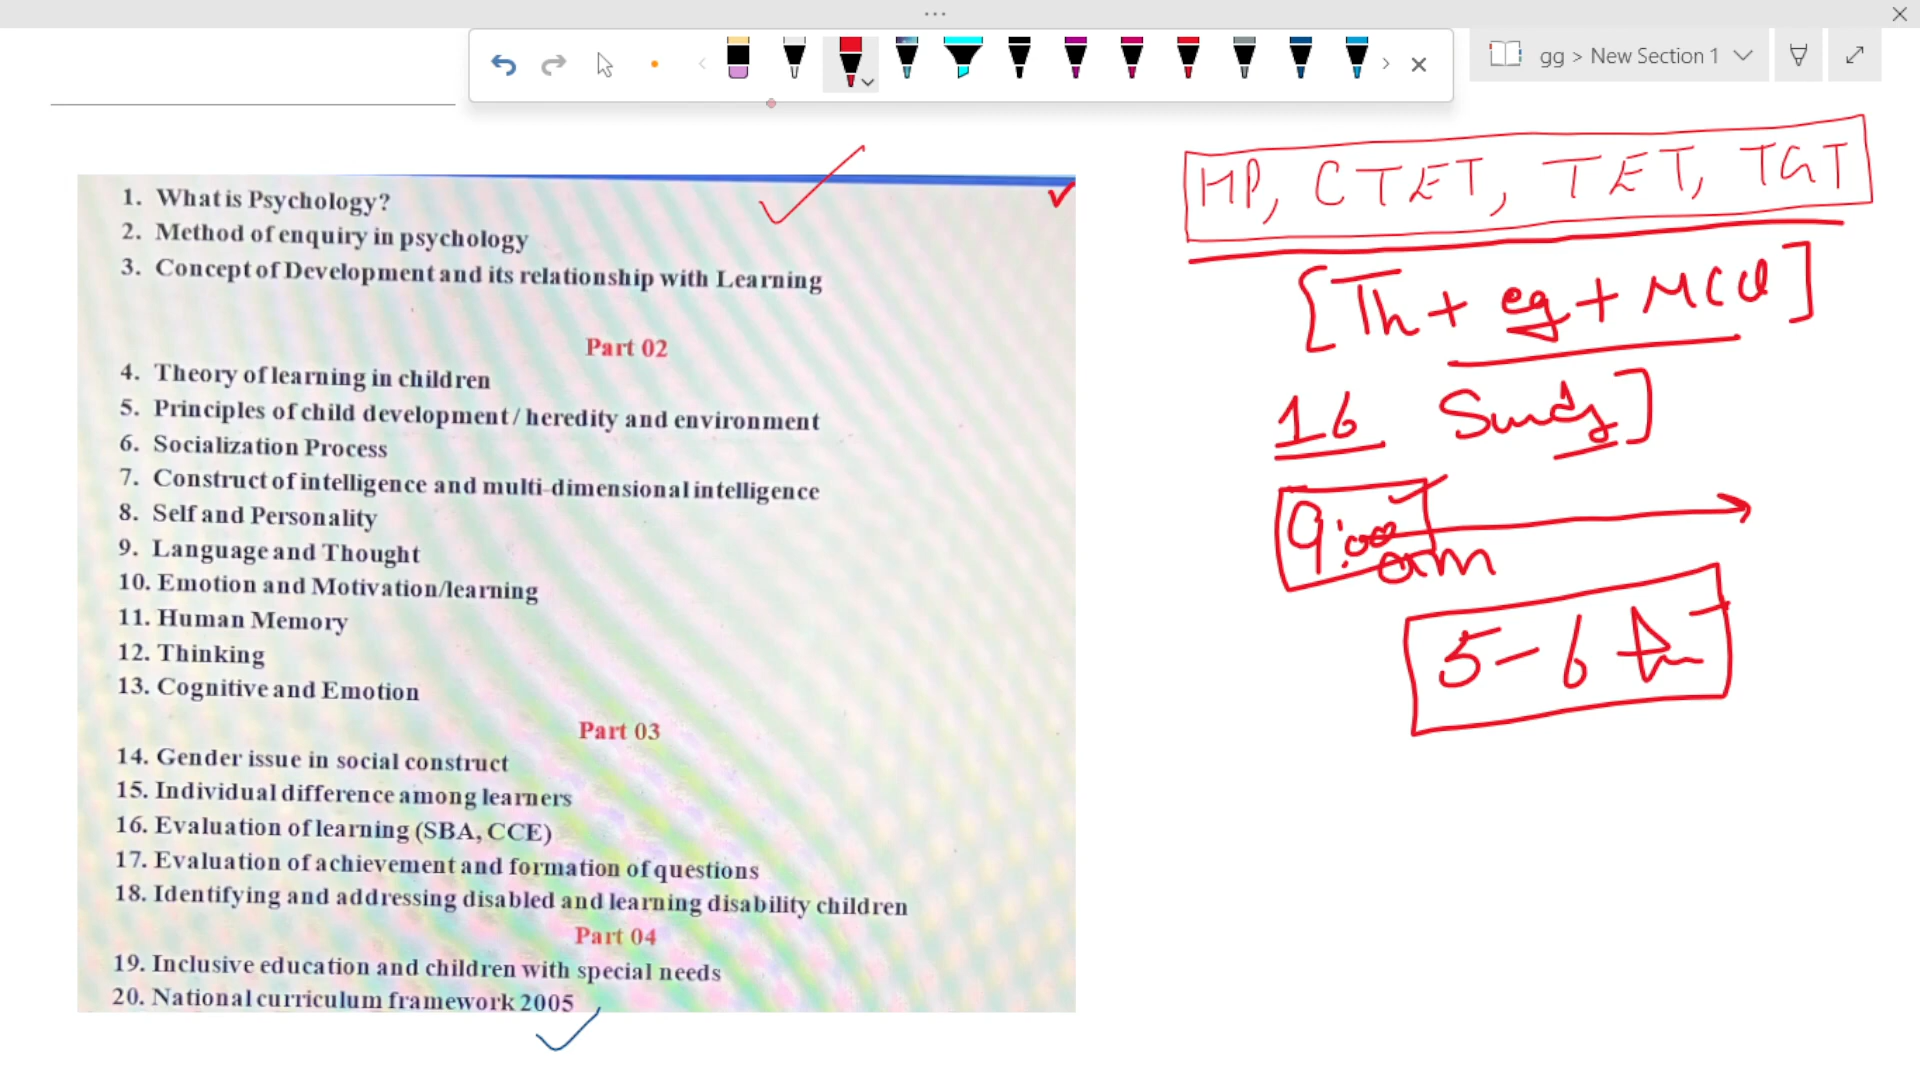 gg > New Section 1
1. What is Psychology?
2. Method of enquiry in psychology
3. Concept of Development and its relationship with Learning
Part 02
4. Theory of learning in children
5. Principles of child development / heredity and environment
6. Socialization Process
7. Construct of intelligence and multi-dimensional intelligence
8. Self and Personality
9. Language and Thought
10. Emotion and Motivation/learning
11. Human Memory
12. Thinking
13. Cognitive and Emotion
Part 03
14. Gender issue in social construct
15. Individual difference among learners
16. Evaluation of learning (SBA, CCE)
17. Evaluation of achievement and formation of questions
18. Identifying and addressing disabled and learning disability children
Part 04
19. Inclusive education and children with special needs
20. National curriculum framework 2005
HP, CTET, TET, TGT
[Th + eg + MCQ]
16
9:00 am
5-6